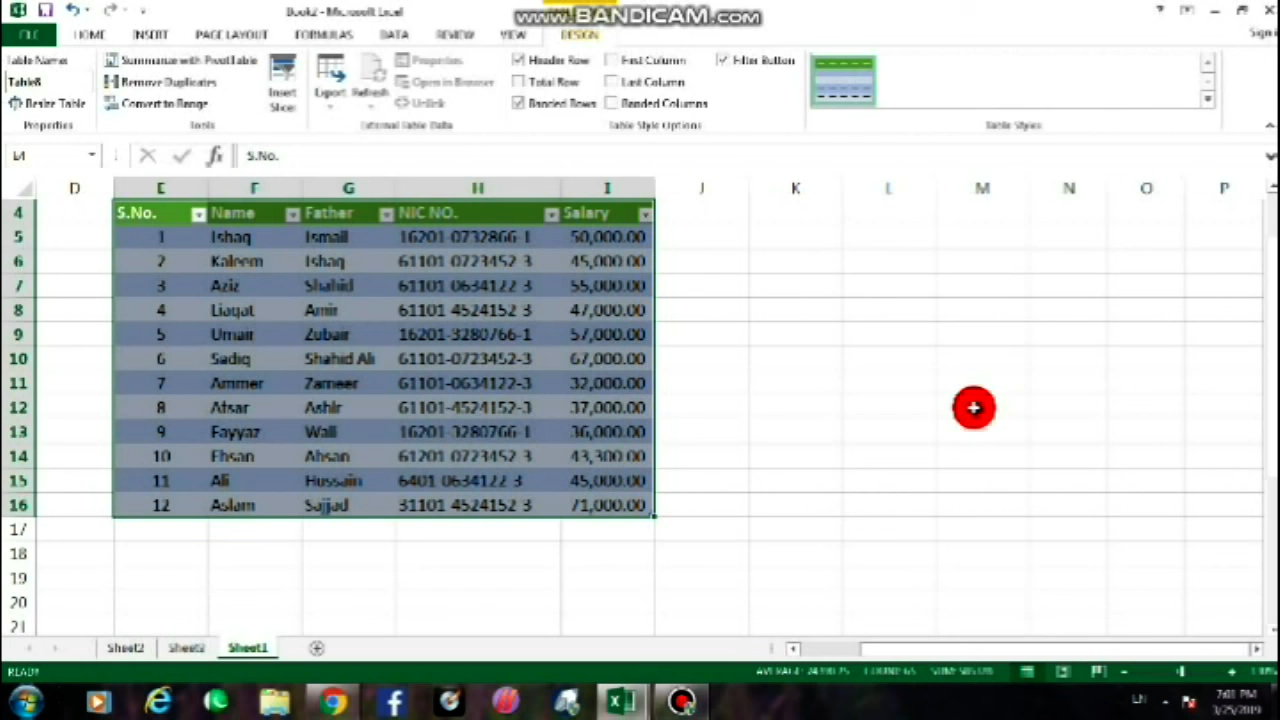 Book2 - Microsoft Excel
www.BANDICAM.com
FILE HOME INSERT PAGE LAYOUT FORMULAS DATA REVIEW VIEW DESIGN Sign i
Table Name: Summarize with PivotTable Properties Header Row First Column Filter Button
Table8 Remove Duplicates Insert Slicer Export Refresh Open in Browser Total Row Last Column
Resize Table Convert to Range Unlink Banded Rows Banded Columns
Properties Tools External Table Data Table Style Options Table Styles
E4 fx S.No.
D E F G H I J K L M N O P
4 S.No. Name Father NIC NO. Salary
5 1 Ishaq Ismail 16201-0732866-1 50,000.00
6 2 Kaleem Ishaq 61101-0723452-3 45,000.00
7 3 Aziz Shahid 61101-0634122-3 55,000.00
8 4 Liaqat Amir 61101-4524152-3 47,000.00
9 5 Umair Zubair 16201-3280766-1 57,000.00
10 6 Sadiq Shahid Ali 61101-0723452-3 67,000.00
11 7 Ammer Zameer 61101-0634122-3 32,000.00
12 8 Afsar Ashir 61101-4524152-3 37,000.00
13 9 Fayyaz Wali 16201-3280766-1 36,000.00
14 10 Ehsan Ahsan 61201-0723452-3 43,300.00
15 11 Ali Hussain 6401-0634122-3 45,000.00
16 12 Aslam Sajjad 31101-4524152-3 71,000.00
17
18
19
20
21
Sheet2 Sheet1
READY
EN 7:01 PM
3/25/2019